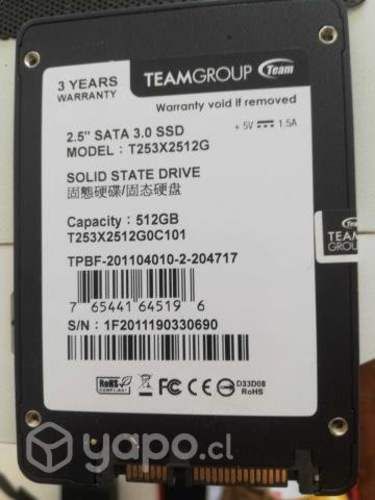 3 YEARS
WARRANTY
TEAMGROUP Team
Warranty void if removed
2.5" SATA 3.0 SSD
MODEL : T253X2512G
+ 5V 1.5A
SOLID STATE DRIVE
固態硬碟/固态硬盘
Capacity : 512GB
T253X2512G0C101
TEAM
GROUP
TPBF-201104010-2-204717
7 65441 64519 6
S/N : 1F2011190330690
RoHS
COMPLIANT
D33D08
RoHS
yapo.cl